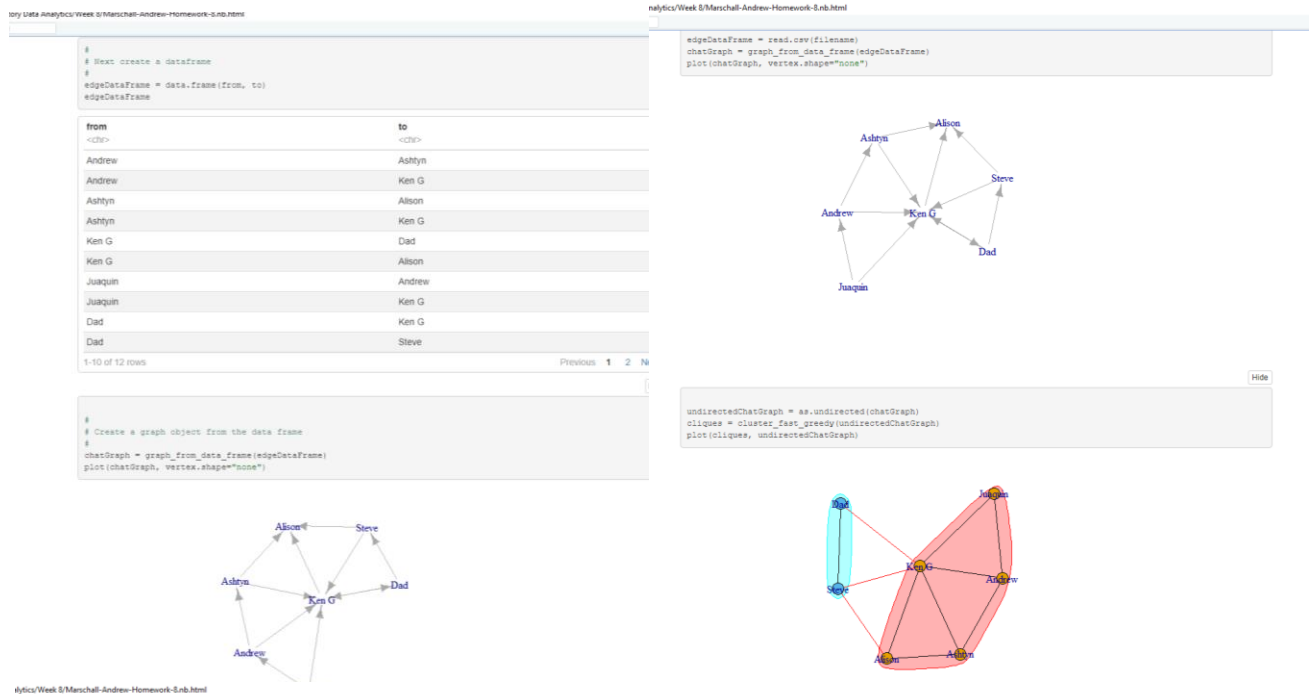 tory Data Analytics/Week 8/Marschall-Andrew-Homework-8.nb.html
#
# Next create a dataframe
#
edgeDataFrame = data.frame(from, to)
edgeDataFrame
from to
<chr> <chr>
Andrew Ashtyn
Andrew Ken G
Ashtyn Alison
Ashtyn Ken G
Ken G Dad
Ken G Alison
Juaquin Andrew
Juaquin Ken G
Dad Ken G
Dad Steve
1-10 of 12 rows Previous 1 2
#
# Create a graph object from the data frame
#
chatGraph = graph_from_data_frame(edgeDataFrame)
plot(chatGraph, vertex.shape="none")
Alison Steve
Ashtyn Dad
Ken G
Andrew
alytics/Week 8/Marschall-Andrew-Homework-8.nb.html
nalytics/Week 8/Marschall-Andrew-Homework-8.nb.html
edgeDataFrame = read.csv(filename)
chatGraph = graph_from_data_frame(edgeDataFrame)
plot(chatGraph, vertex.shape="none")
Alison
Ashtyn
Steve
Andrew Ken G
Dad
Juaquin
Hide
undirectedChatGraph = as.undirected(chatGraph)
cliques = cluster_fast_greedy(undirectedChatGraph)
plot(cliques, undirectedChatGraph)
Juaquin
Dad
Ken G
Andrew
Steve
Alison Ashtyn